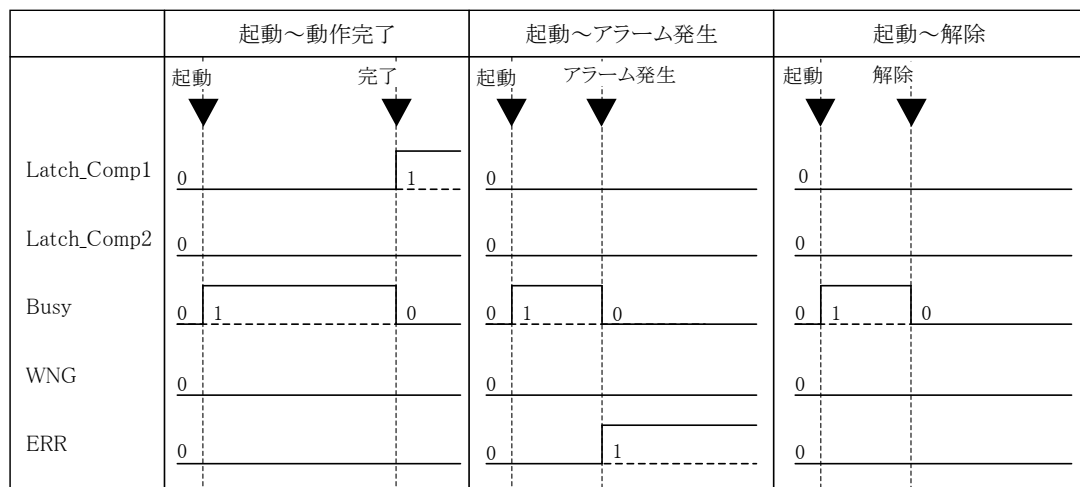 起動～動作完了 起動～アラーム発生 起動～解除
起動 完了 起動 アラーム発生 起動 解除
Latch_Comp1 0 1 0 0
Latch_Comp2 0 0 0
Busy 0 1 0 0 1 0 0 1 0
WNG 0 0 0
ERR 0 0 1 0